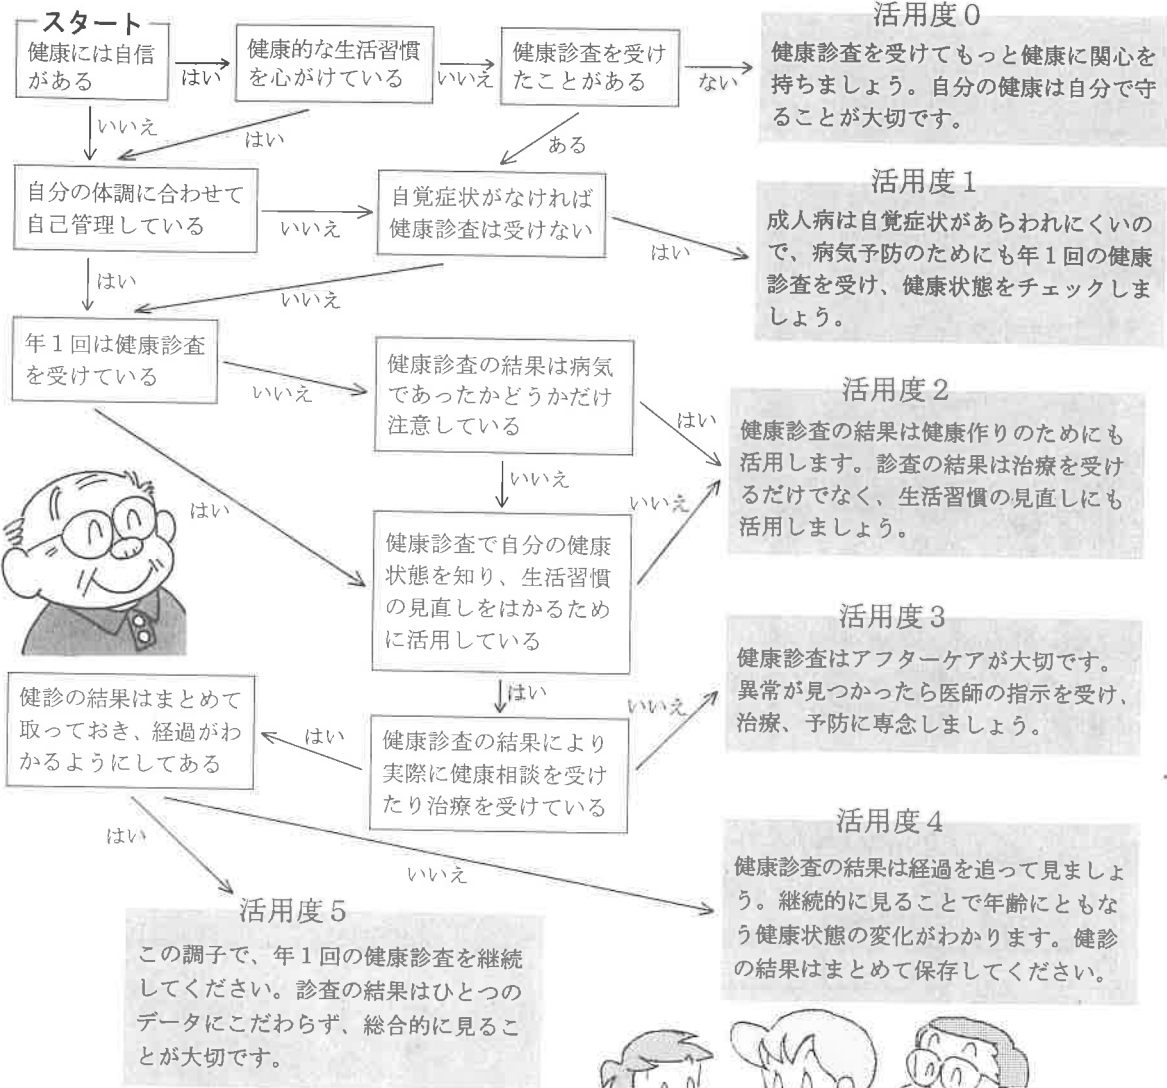 スタート
健康には自信
がある
はい
健康的な生活習慣
を心がけている
いいえ
健康診査を受け
たことがある
ない
活用度0
健康診査を受けてもっと健康に関心を
持ちましょう。自分の健康は自分で守
ることが大切です。
いいえ
はい
ある
自分の体調に合わせて
自己管理している
いいえ
自覚症状がなければ
健康診査は受けない
はい
活用度1
成人病は自覚症状があらわれにくいの
で、病気予防のためにも年1回の健康
診査を受け、健康状態をチェックしま
しょう。
はい
いいえ
年1回は健康診査
を受けている
いいえ
健康診査の結果は病気
であったかどうかだけ
注意している
はい
活用度2
健康診査の結果は健康作りのためにも
活用します。診査の結果は治療を受け
るだけでなく、生活習慣の見直しにも
活用しましょう。
はい
いいえ
いいえ
健康診査で自分の健康
状態を知り、生活習慣
の見直しをはかるため
に活用している
はい
いいえ
活用度3
健康診査はアフターケアが大切です。
異常が見つかったら医師の指示を受け、
治療、予防に専念しましょう。
健診の結果はまとめて
取っておき、経過がわ
かるようにしてある
はい
健康診査の結果により
実際に健康相談を受け
たり治療を受けている
はい
いいえ
活用度4
健康診査の結果は経過を追って見ましょ
う。継続的に見ることで年齢にともな
う健康状態の変化がわかります。健診
の結果はまとめて保存してください。
活用度5
この調子で、年1回の健康診査を継続
してください。診査の結果はひとつの
データにこだわらず、総合的に見るこ
とが大切です。